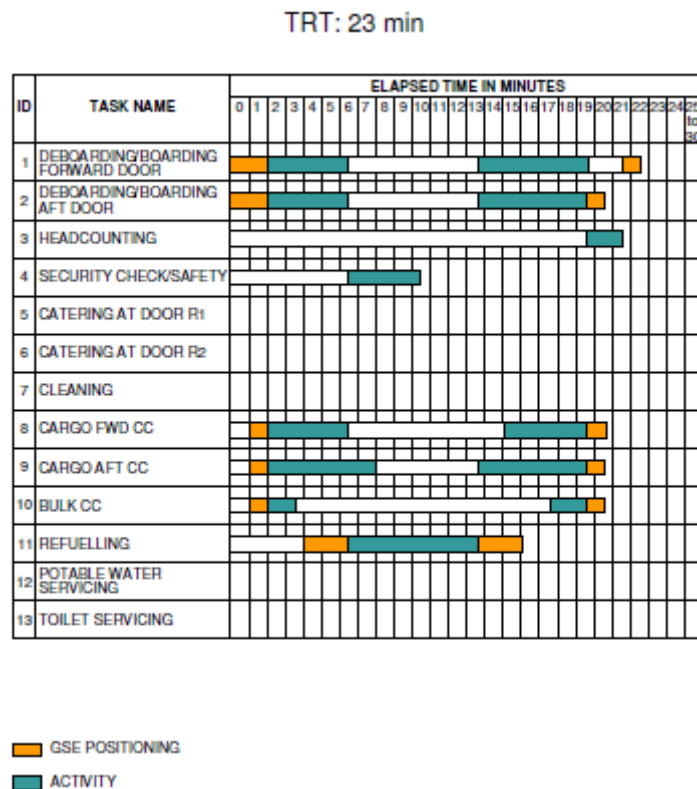 TRT: 23 min
ELAPSED TIME IN MINUTES
ID TASK NAME 0 1 2 3 4 5 6 7 8 9 10 11 12 13 14 15 16 17 18 19 20 21 22 23 24 25
to
30
1 DEBOARDING/BOARDING
FORWARD DOOR
2 DEBOARDING/BOARDING
AFT DOOR
3 HEADCOUNTING
4 SECURITY CHECK/SAFETY
5 CATERING AT DOOR R1
6 CATERING AT DOOR R2
7 CLEANING
8 CARGO FWD CC
9 CARGO AFT CC
10 BULK CC
11 REFUELLING
12 POTABLE WATER
SERVICING
13 TOILET SERVICING
GSE POSITIONING
ACTIVITY